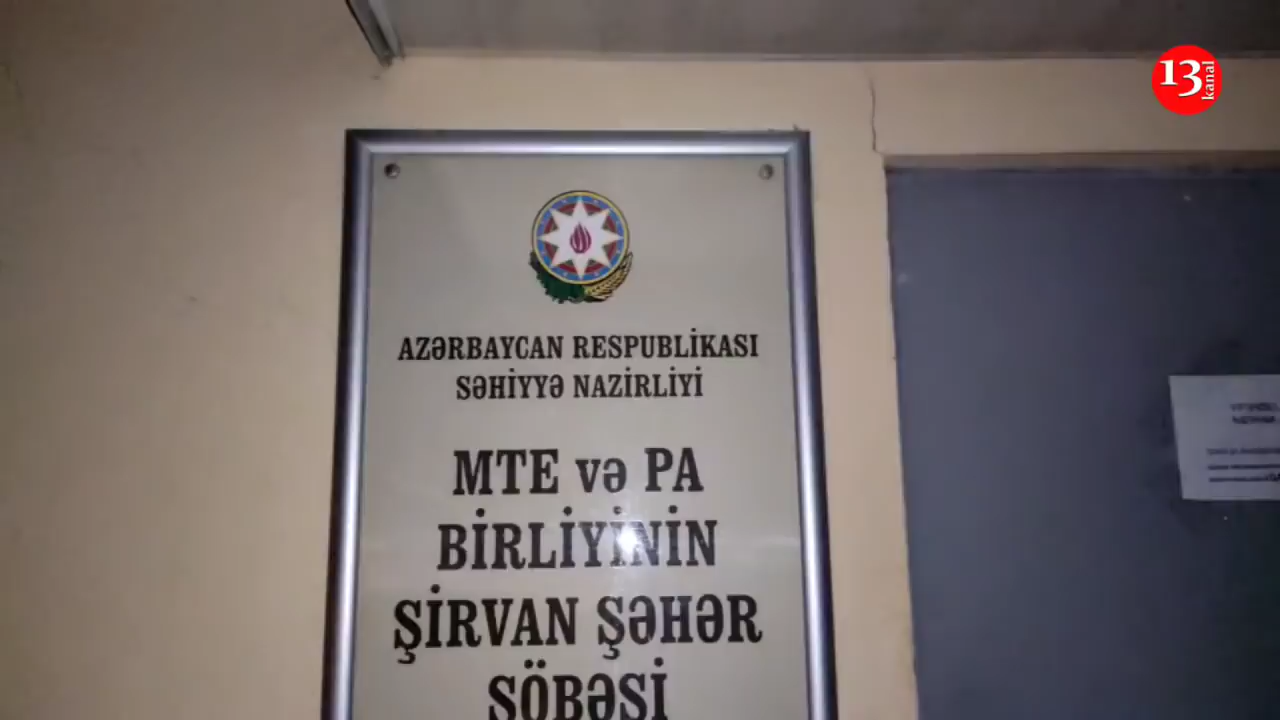 13
kanal
AZƏRBAYCAN RESPUBLİKASI
SƏHİYYƏ NAZİRLİYİ
MTE və PA
BİRLİYİNİN
ŞİRVAN ŞƏHƏR
ŞÖBƏSİ